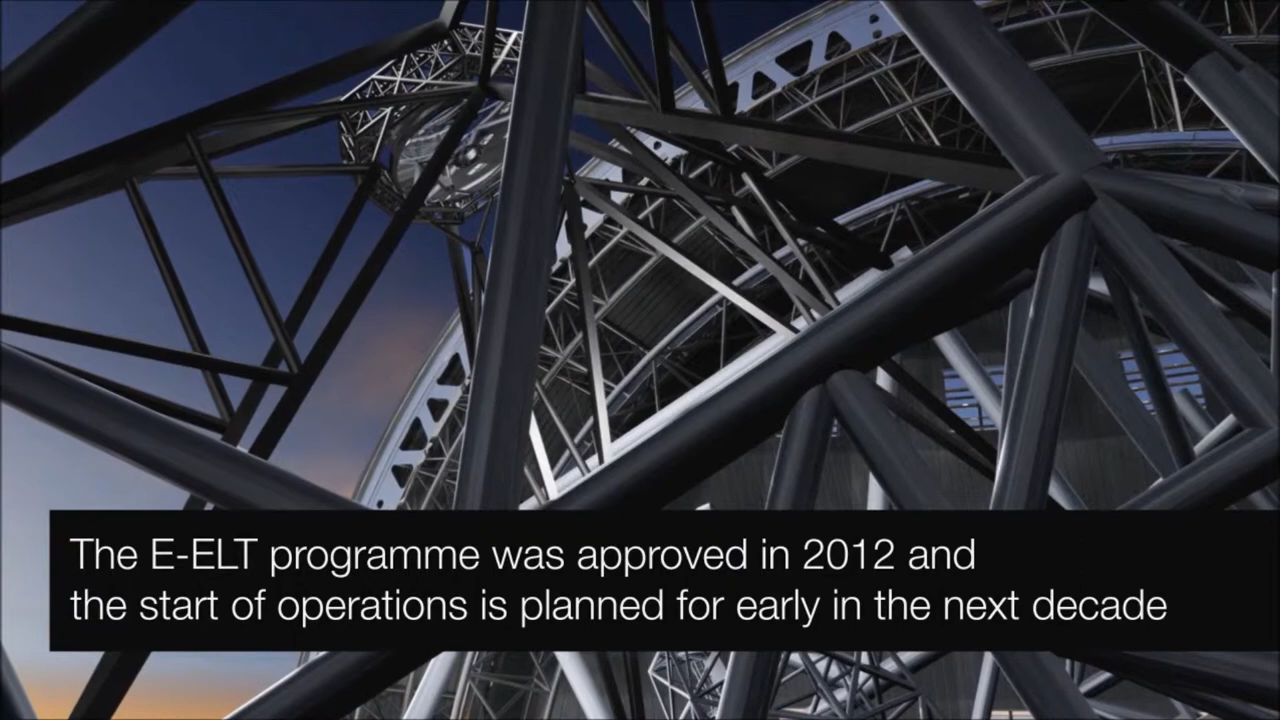 The E-ELT programme was approved in 2012 and
the start of operations is planned for early in the next decade